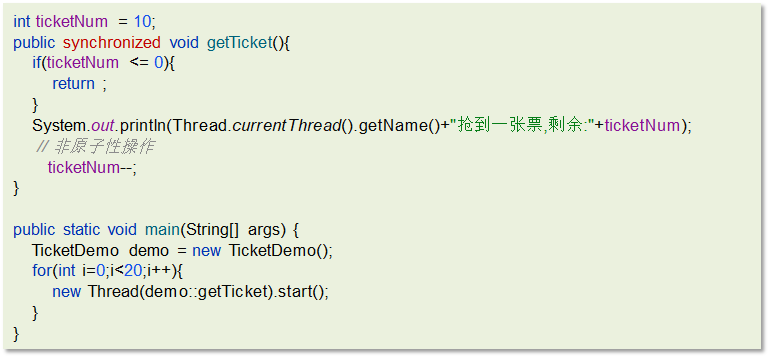 int ticketNum = 10;
public synchronized void getTicket(){
if(ticketNum <= 0){
return ;
}
System.out.println(Thread.currentThread().getName()+"抢到一张票,剩余:"+ticketNum);
// 非原子性操作
ticketNum--;
}
public static void main(String[] args) {
TicketDemo demo = new TicketDemo();
for(int i=0;i<20;i++){
new Thread(demo::getTicket).start();
}
}